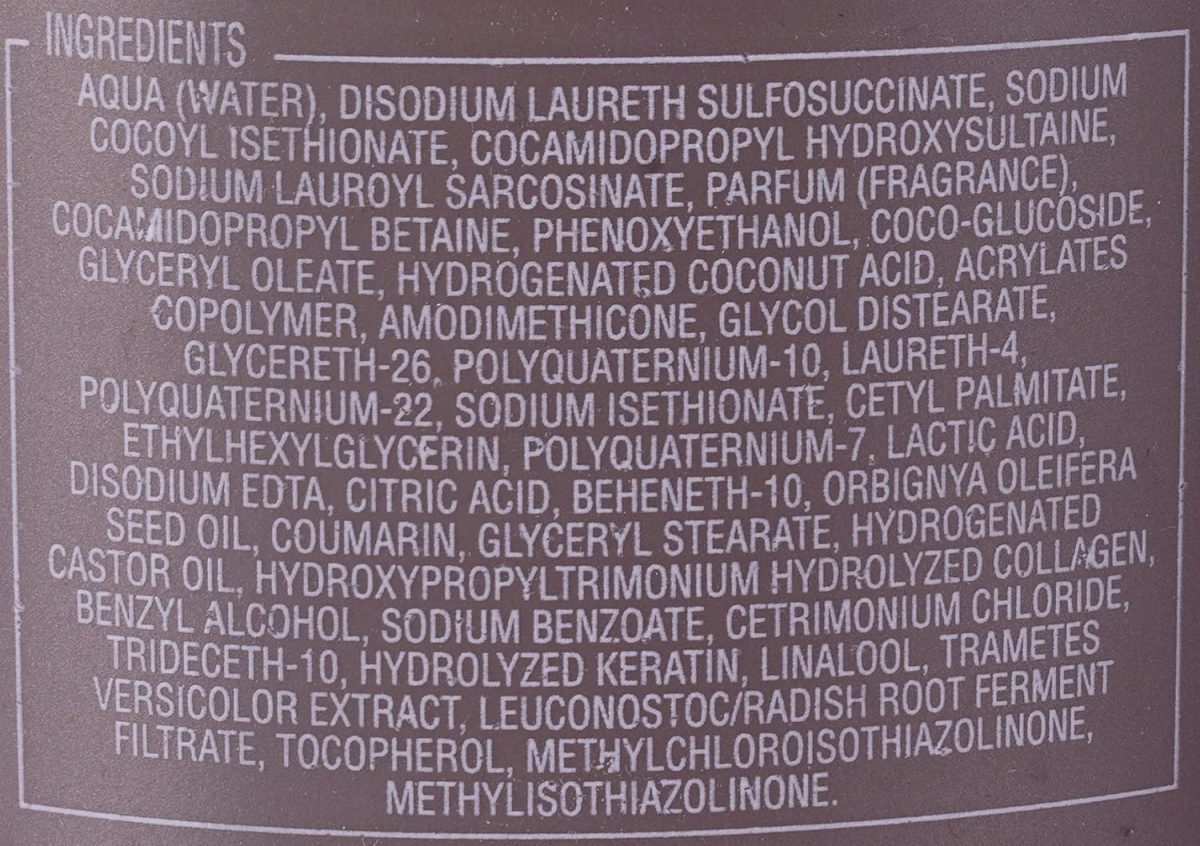 INGREDIENTS
AQUA (WATER), DISODIUM LAURETH SULFOSUCCINATE, SODIUM
COCOYL ISETHIONATE, COCAMIDOPROPYL HYDROXYSULTAINE,
SODIUM LAUROYL SARCOSINATE, PARFUM (FRAGRANCE),
COCAMIDOPROPYL BETAINE, PHENOXYETHANOL, COCO-GLUCOSIDE,
GLYCERYL OLEATE, HYDROGENATED COCONUT ACID, ACRYLATES
COPOLYMER, AMODIMETHICONE, GLYCOL DISTEARATE,
GLYCERETH-26, POLYQUATERNIUM-10, LAURETH-4,
POLYQUATERNIUM-22, SODIUM ISETHIONATE, CETYL PALMITATE,
ETHYLHEXYLGLYCERIN, POLYQUATERNIUM-7, LACTIC ACID,
DISODIUM EDTA, CITRIC ACID, BEHENETH-10, ORBIGNYA OLEIFERA
SEED OIL, COUMARIN, GLYCERYL STEARATE, HYDROGENATED
CASTOR OIL, HYDROXYPROPYLTRIMONIUM HYDROLYZED COLLAGEN,
BENZYL ALCOHOL, SODIUM BENZOATE, CETRIMONIUM CHLORIDE,
TRIDECETH-10, HYDROLYZED KERATIN, LINALOOL, TRAMETES
VERSICOLOR EXTRACT, LEUCONOSTOC/RADISH ROOT FERMENT
FILTRATE, TOCOPHEROL, METHYLCHLOROISOTHIAZOLINONE,
METHYLISOTHIAZOLINONE.